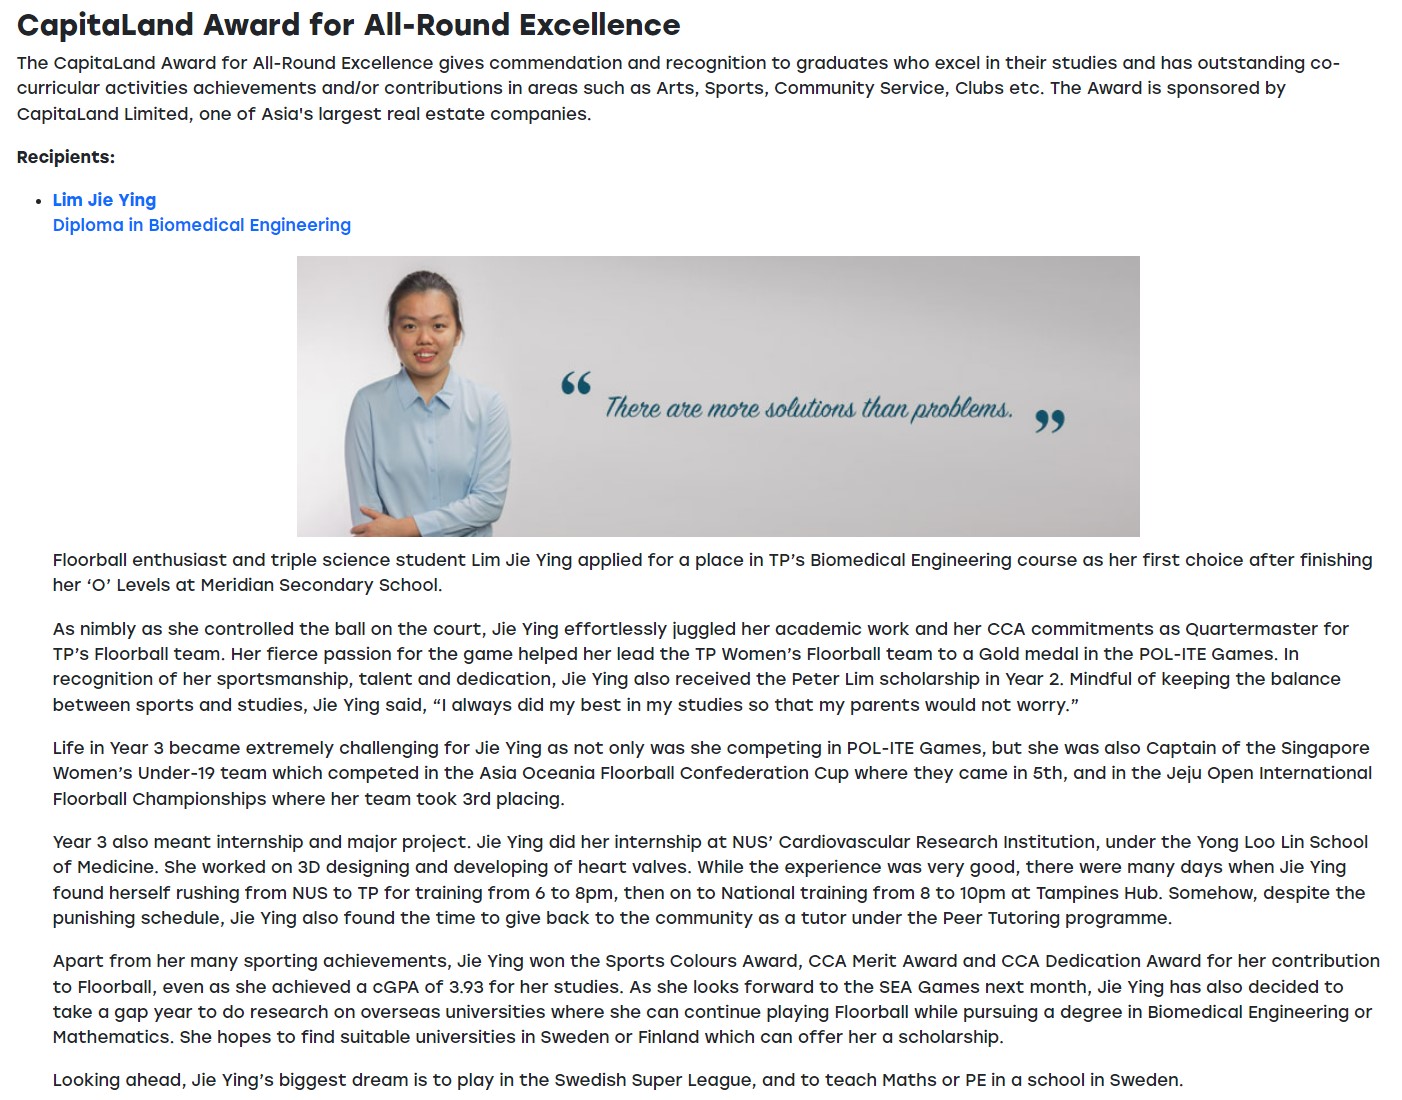 CapitaLand Award for All-Round Excellence
The CapitaLand Award for All-Round Excellence gives commendation and recognition to graduates who excel in their studies and has outstanding co-
curricular activities achievements and/or contributions in areas such as Arts, Sports, Community Service, Clubs etc. The Award is sponsored by
CapitaLand Limited, one of Asia's largest real estate companies.
Recipients:
• Lim Jie Ying
Diploma in Biomedical Engineering
“ There are more solutions than problems. ”
Floorball enthusiast and triple science student Lim Jie Ying applied for a place in TP’s Biomedical Engineering course as her first choice after finishing
her ‘O’ Levels at Meridian Secondary School.
As nimbly as she controlled the ball on the court, Jie Ying effortlessly juggled her academic work and her CCA commitments as Quartermaster for
TP’s Floorball team. Her fierce passion for the game helped her lead the TP Women’s Floorball team to a Gold medal in the POL-ITE Games. In
recognition of her sportsmanship, talent and dedication, Jie Ying also received the Peter Lim scholarship in Year 2. Mindful of keeping the balance
between sports and studies, Jie Ying said, “I always did my best in my studies so that my parents would not worry.”
Life in Year 3 became extremely challenging for Jie Ying as not only was she competing in POL-ITE Games, but she was also Captain of the Singapore
Women’s Under-19 team which competed in the Asia Oceania Floorball Confederation Cup where they came in 5th, and in the Jeju Open International
Floorball Championships where her team took 3rd placing.
Year 3 also meant internship and major project. Jie Ying did her internship at NUS’ Cardiovascular Research Institution, under the Yong Loo Lin School
of Medicine. She worked on 3D designing and developing of heart valves. While the experience was very good, there were many days when Jie Ying
found herself rushing from NUS to TP for training from 6 to 8pm, then on to National training from 8 to 10pm at Tampines Hub. Somehow, despite the
punishing schedule, Jie Ying also found the time to give back to the community as a tutor under the Peer Tutoring programme.
Apart from her many sporting achievements, Jie Ying won the Sports Colours Award, CCA Merit Award and CCA Dedication Award for her contribution
to Floorball, even as she achieved a cGPA of 3.93 for her studies. As she looks forward to the SEA Games next month, Jie Ying has also decided to
take a gap year to do research on overseas universities where she can continue playing Floorball while pursuing a degree in Biomedical Engineering or
Mathematics. She hopes to find suitable universities in Sweden or Finland which can offer her a scholarship.
Looking ahead, Jie Ying’s biggest dream is to play in the Swedish Super League, and to teach Maths or PE in a school in Sweden.